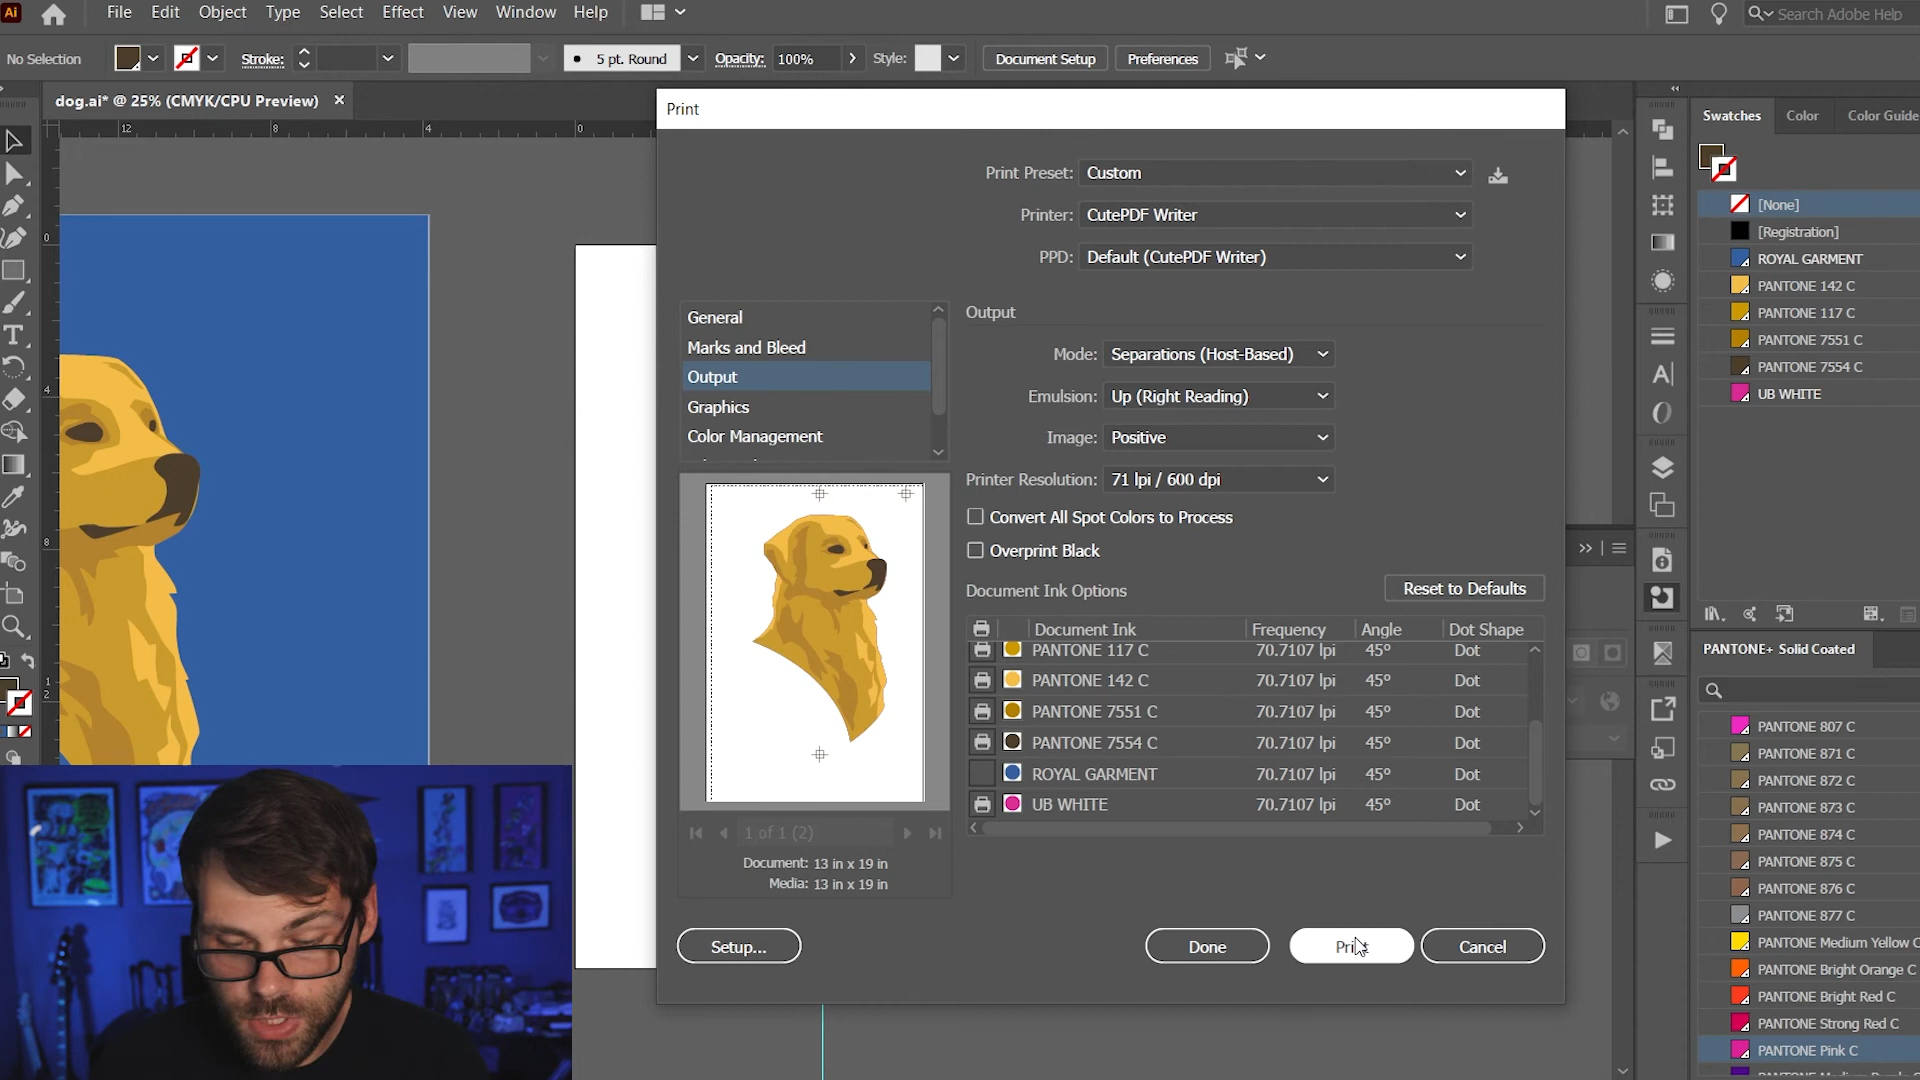 Ai File Edit Object Type Select Effect View Window Help Search Adobe Help
No Selection Stroke: 5 pt. Round Opacity: 100% Style: Document Setup Preferences
dog.ai* @ 25% (CMYK/CPU Preview) ×
12 8 4 0
0
4
8
1
2
Print
Print Preset: Custom
Printer: CutePDF Writer
PPD: Default (CutePDF Writer)
General
Marks and Bleed
Output
Graphics
Color Management
1 of 1 (2)
Document: 13 in x 19 in
Media: 13 in x 19 in
Output
Mode: Separations (Host-Based)
Emulsion: Up (Right Reading)
Image: Positive
Printer Resolution: 71 lpi / 600 dpi
Convert All Spot Colors to Process
Overprint Black
Document Ink Options Reset to Defaults
Document Ink Frequency Angle Dot Shape
PANTONE 117 C 70.7107 lpi 45° Dot
PANTONE 142 C 70.7107 lpi 45° Dot
PANTONE 7551 C 70.7107 lpi 45° Dot
PANTONE 7554 C 70.7107 lpi 45° Dot
ROYAL GARMENT 70.7107 lpi 45° Dot
UB WHITE 70.7107 lpi 45° Dot
Setup... Done Print Cancel
Swatches Color Color Guide
[None]
[Registration]
ROYAL GARMENT
PANTONE 142 C
PANTONE 117 C
PANTONE 7551 C
PANTONE 7554 C
UB WHITE
PANTONE+ Solid Coated
PANTONE 807 C
PANTONE 871 C
PANTONE 872 C
PANTONE 873 C
PANTONE 874 C
PANTONE 875 C
PANTONE 876 C
PANTONE 877 C
PANTONE Medium Yellow C
PANTONE Bright Orange C
PANTONE Bright Red C
PANTONE Strong Red C
PANTONE Pink C